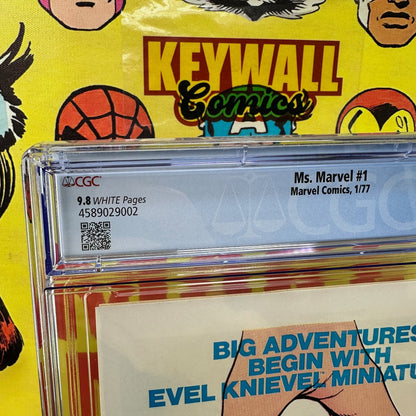 KEYWALL
Comics
CGC
Ms. Marvel #1
Marvel Comics, 1/77
9.8 WHITE Pages
4589029002
CGC
BIG ADVENTURES
BEGIN WITH
EVEL KNIEVEL MINIATU